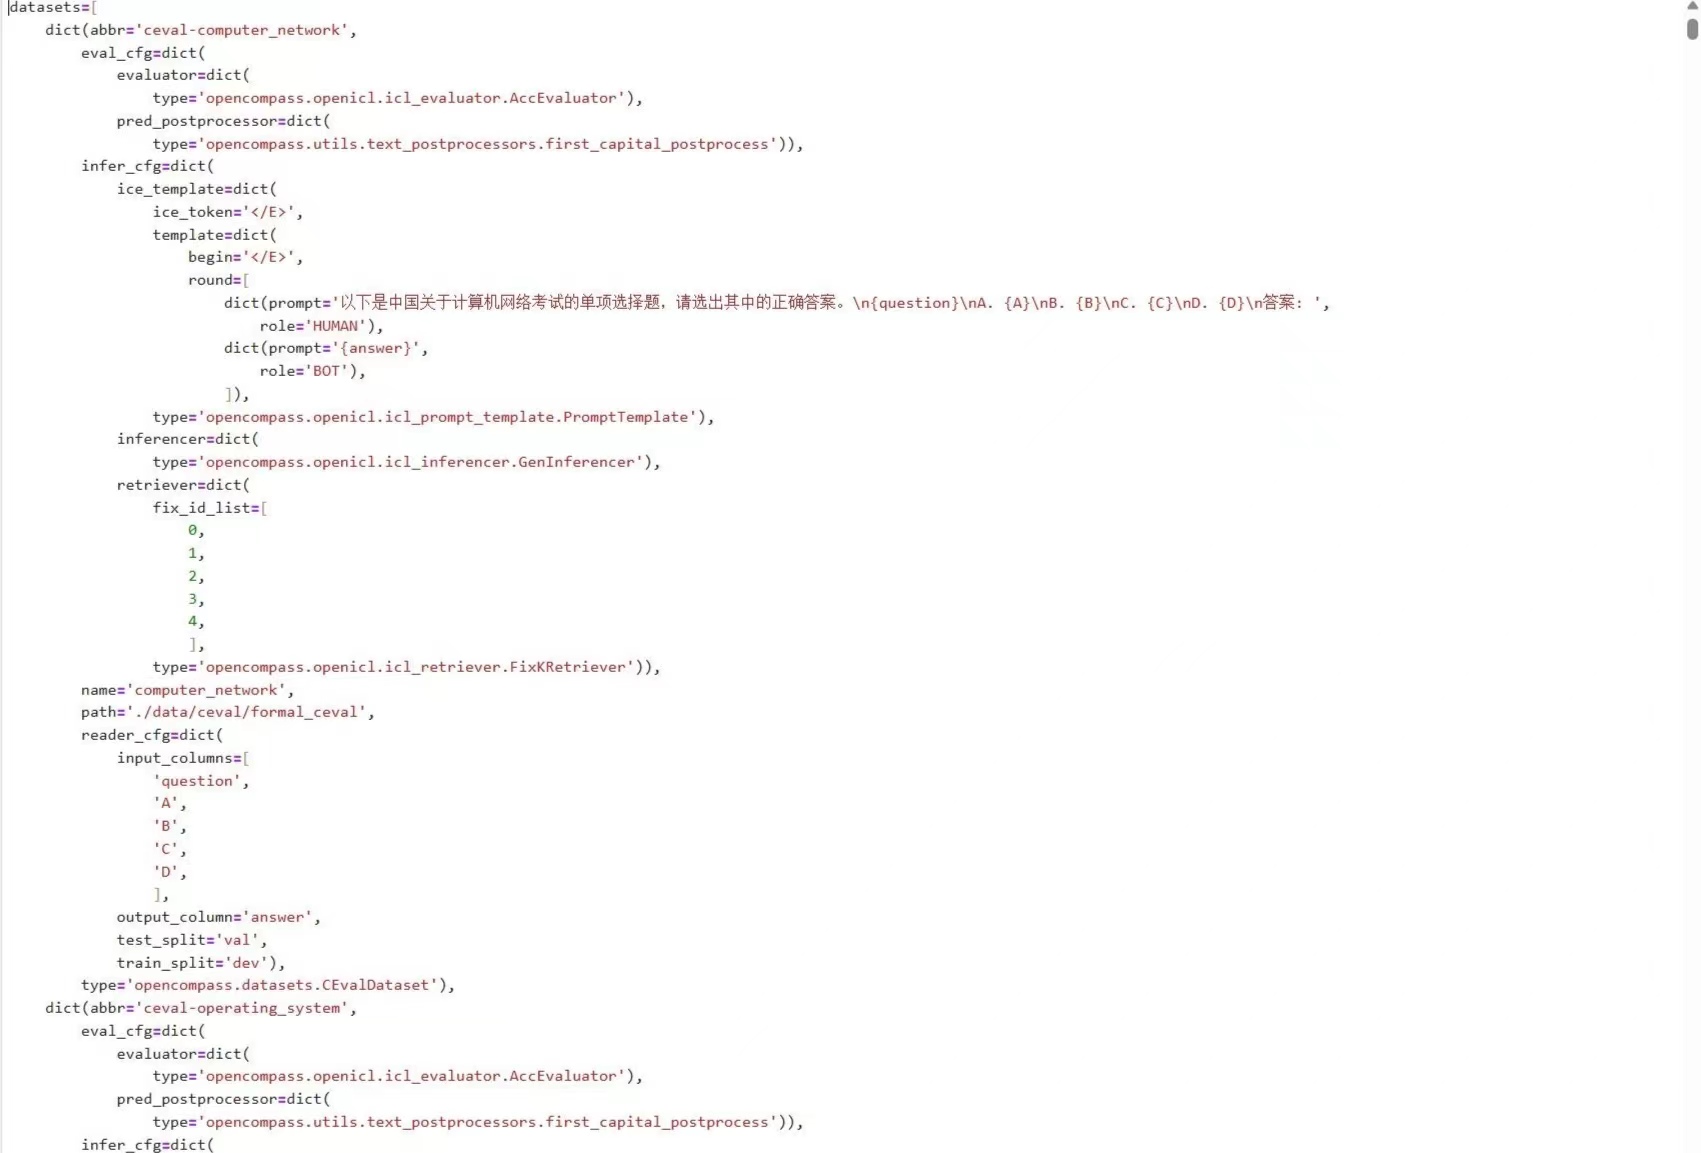 datasets=[
    dict(abbr='ceval-computer_network',
        eval_cfg=dict(
            evaluator=dict(
                type='opencompass.openicl.icl_evaluator.AccEvaluator'),
            pred_postprocessor=dict(
                type='opencompass.utils.text_postprocessors.first_capital_postprocess')),
        infer_cfg=dict(
            ice_template=dict(
                ice_token='</E>',
                template=dict(
                    begin='</E>',
                    round=[
                        dict(prompt='以下是中国关于计算机网络考试的单项选择题，请选出其中的正确答案。\n{question}\nA. {A}\nB. {B}\nC. {C}\nD. {D}\n答案: ',
                            role='HUMAN'),
                        dict(prompt='{answer}',
                            role='BOT'),
                        ]),
                type='opencompass.openicl.icl_prompt_template.PromptTemplate'),
            inferencer=dict(
                type='opencompass.openicl.icl_inferencer.GenInferencer'),
            retriever=dict(
                fix_id_list=[
                    0,
                    1,
                    2,
                    3,
                    4,
                    ],
                type='opencompass.openicl.icl_retriever.FixKRetriever')),
        name='computer_network',
        path='./data/ceval/formal_ceval',
        reader_cfg=dict(
            input_columns=[
                'question',
                'A',
                'B',
                'C',
                'D',
                ],
            output_column='answer',
            test_split='val',
            train_split='dev'),
        type='opencompass.datasets.CEvalDataset'),
    dict(abbr='ceval-operating_system',
        eval_cfg=dict(
            evaluator=dict(
                type='opencompass.openicl.icl_evaluator.AccEvaluator'),
            pred_postprocessor=dict(
                type='opencompass.utils.text_postprocessors.first_capital_postprocess')),
        infer_cfg=dict(